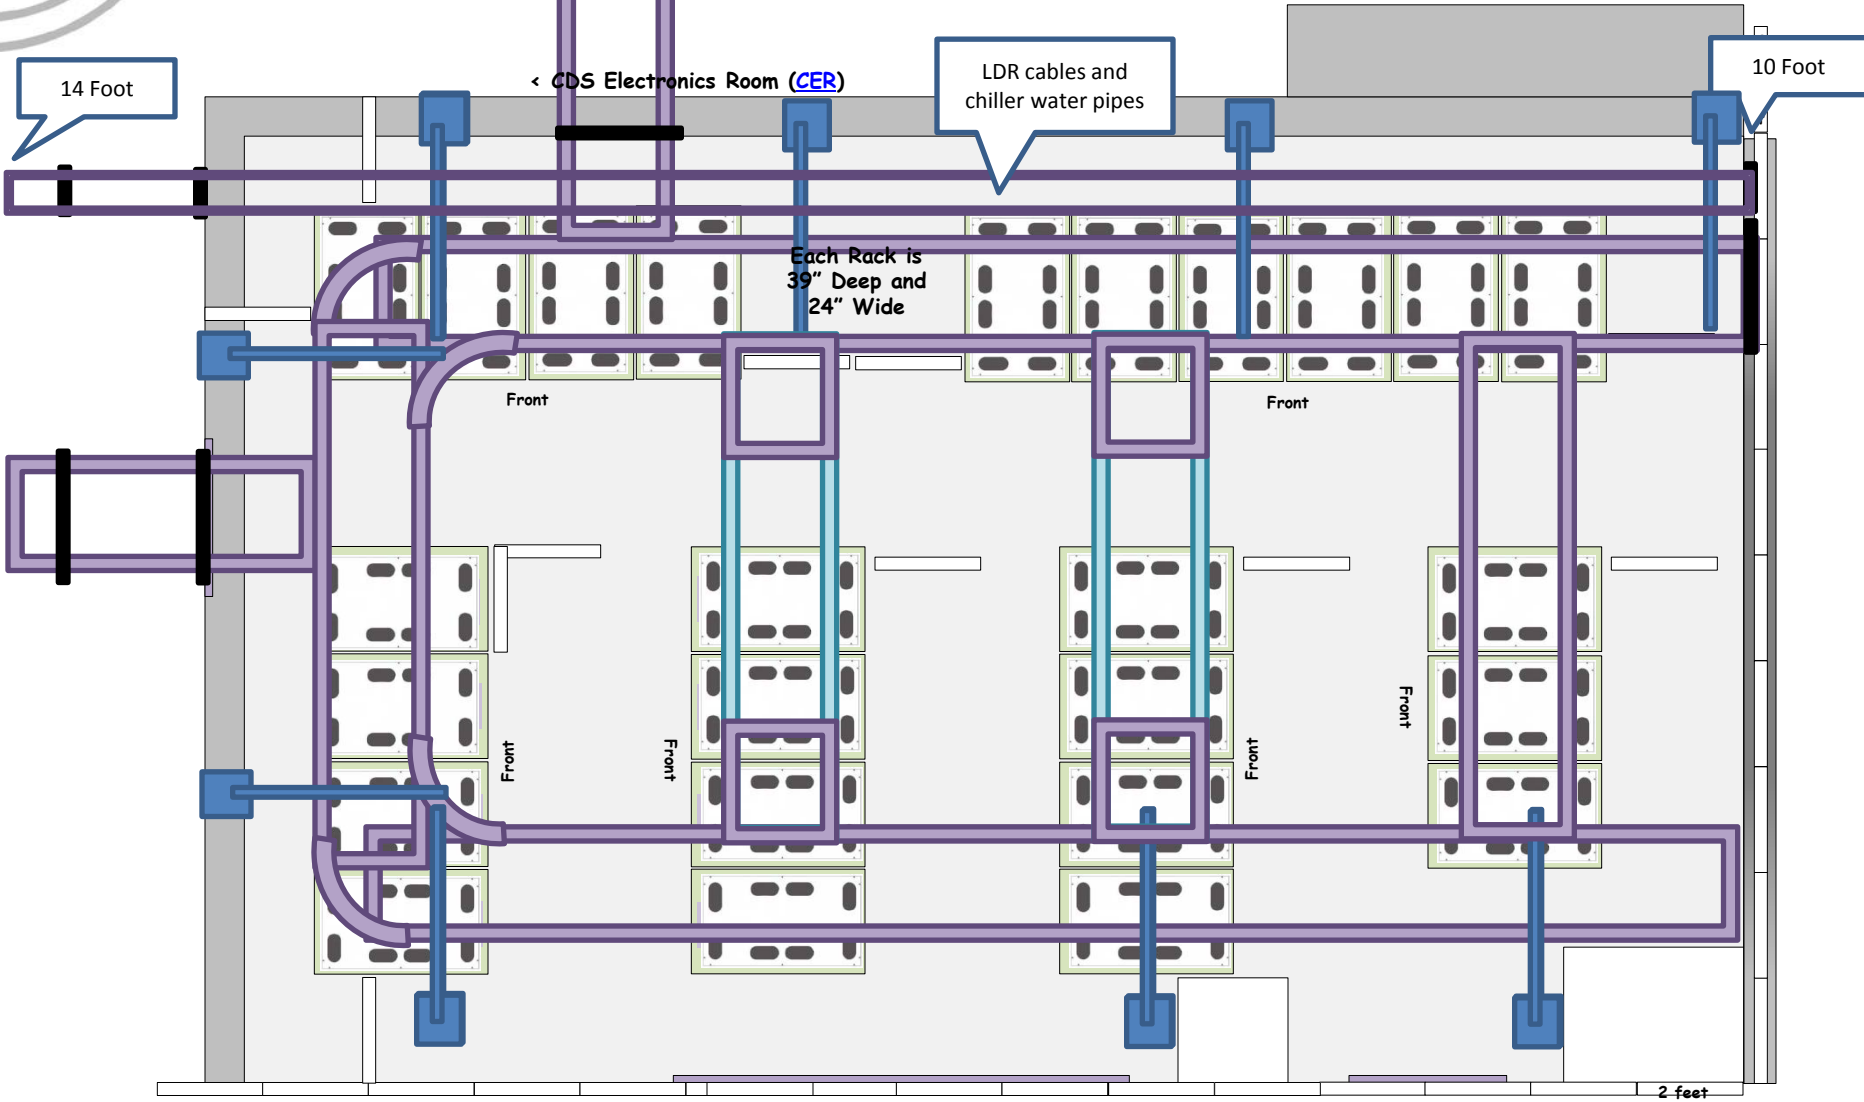 14 Foot
< CDS Electronics Room (CER)
LDR cables and
chiller water pipes
10 Foot
Each Rack is
39” Deep and
24” Wide
Front
Front
Front
Front
Front
Front
2 feet